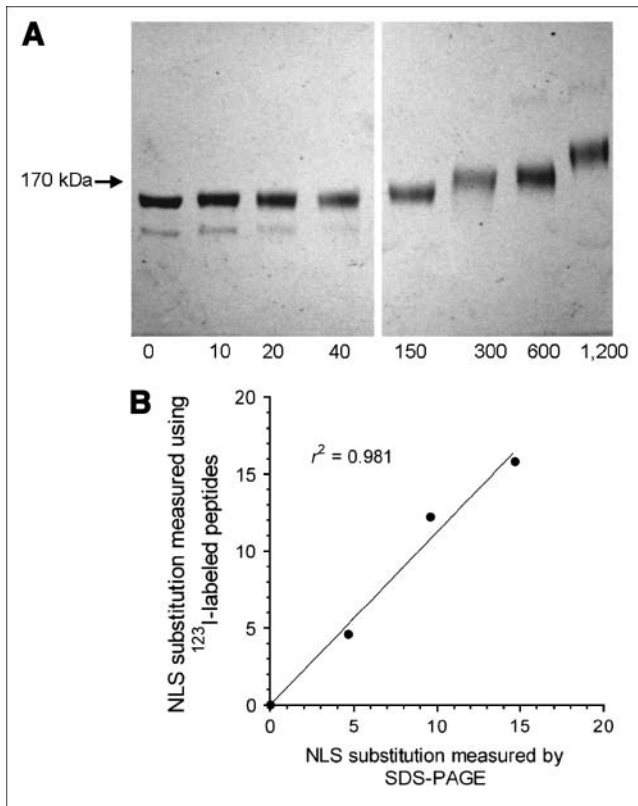 A
170 kDa
0 10 20 40 150 300 600 1,200
B
20
15
10
5
0
r² = 0.981
NLS substitution measured using
¹²³I-labeled peptides
0 5 10 15 20
NLS substitution measured by
SDS-PAGE